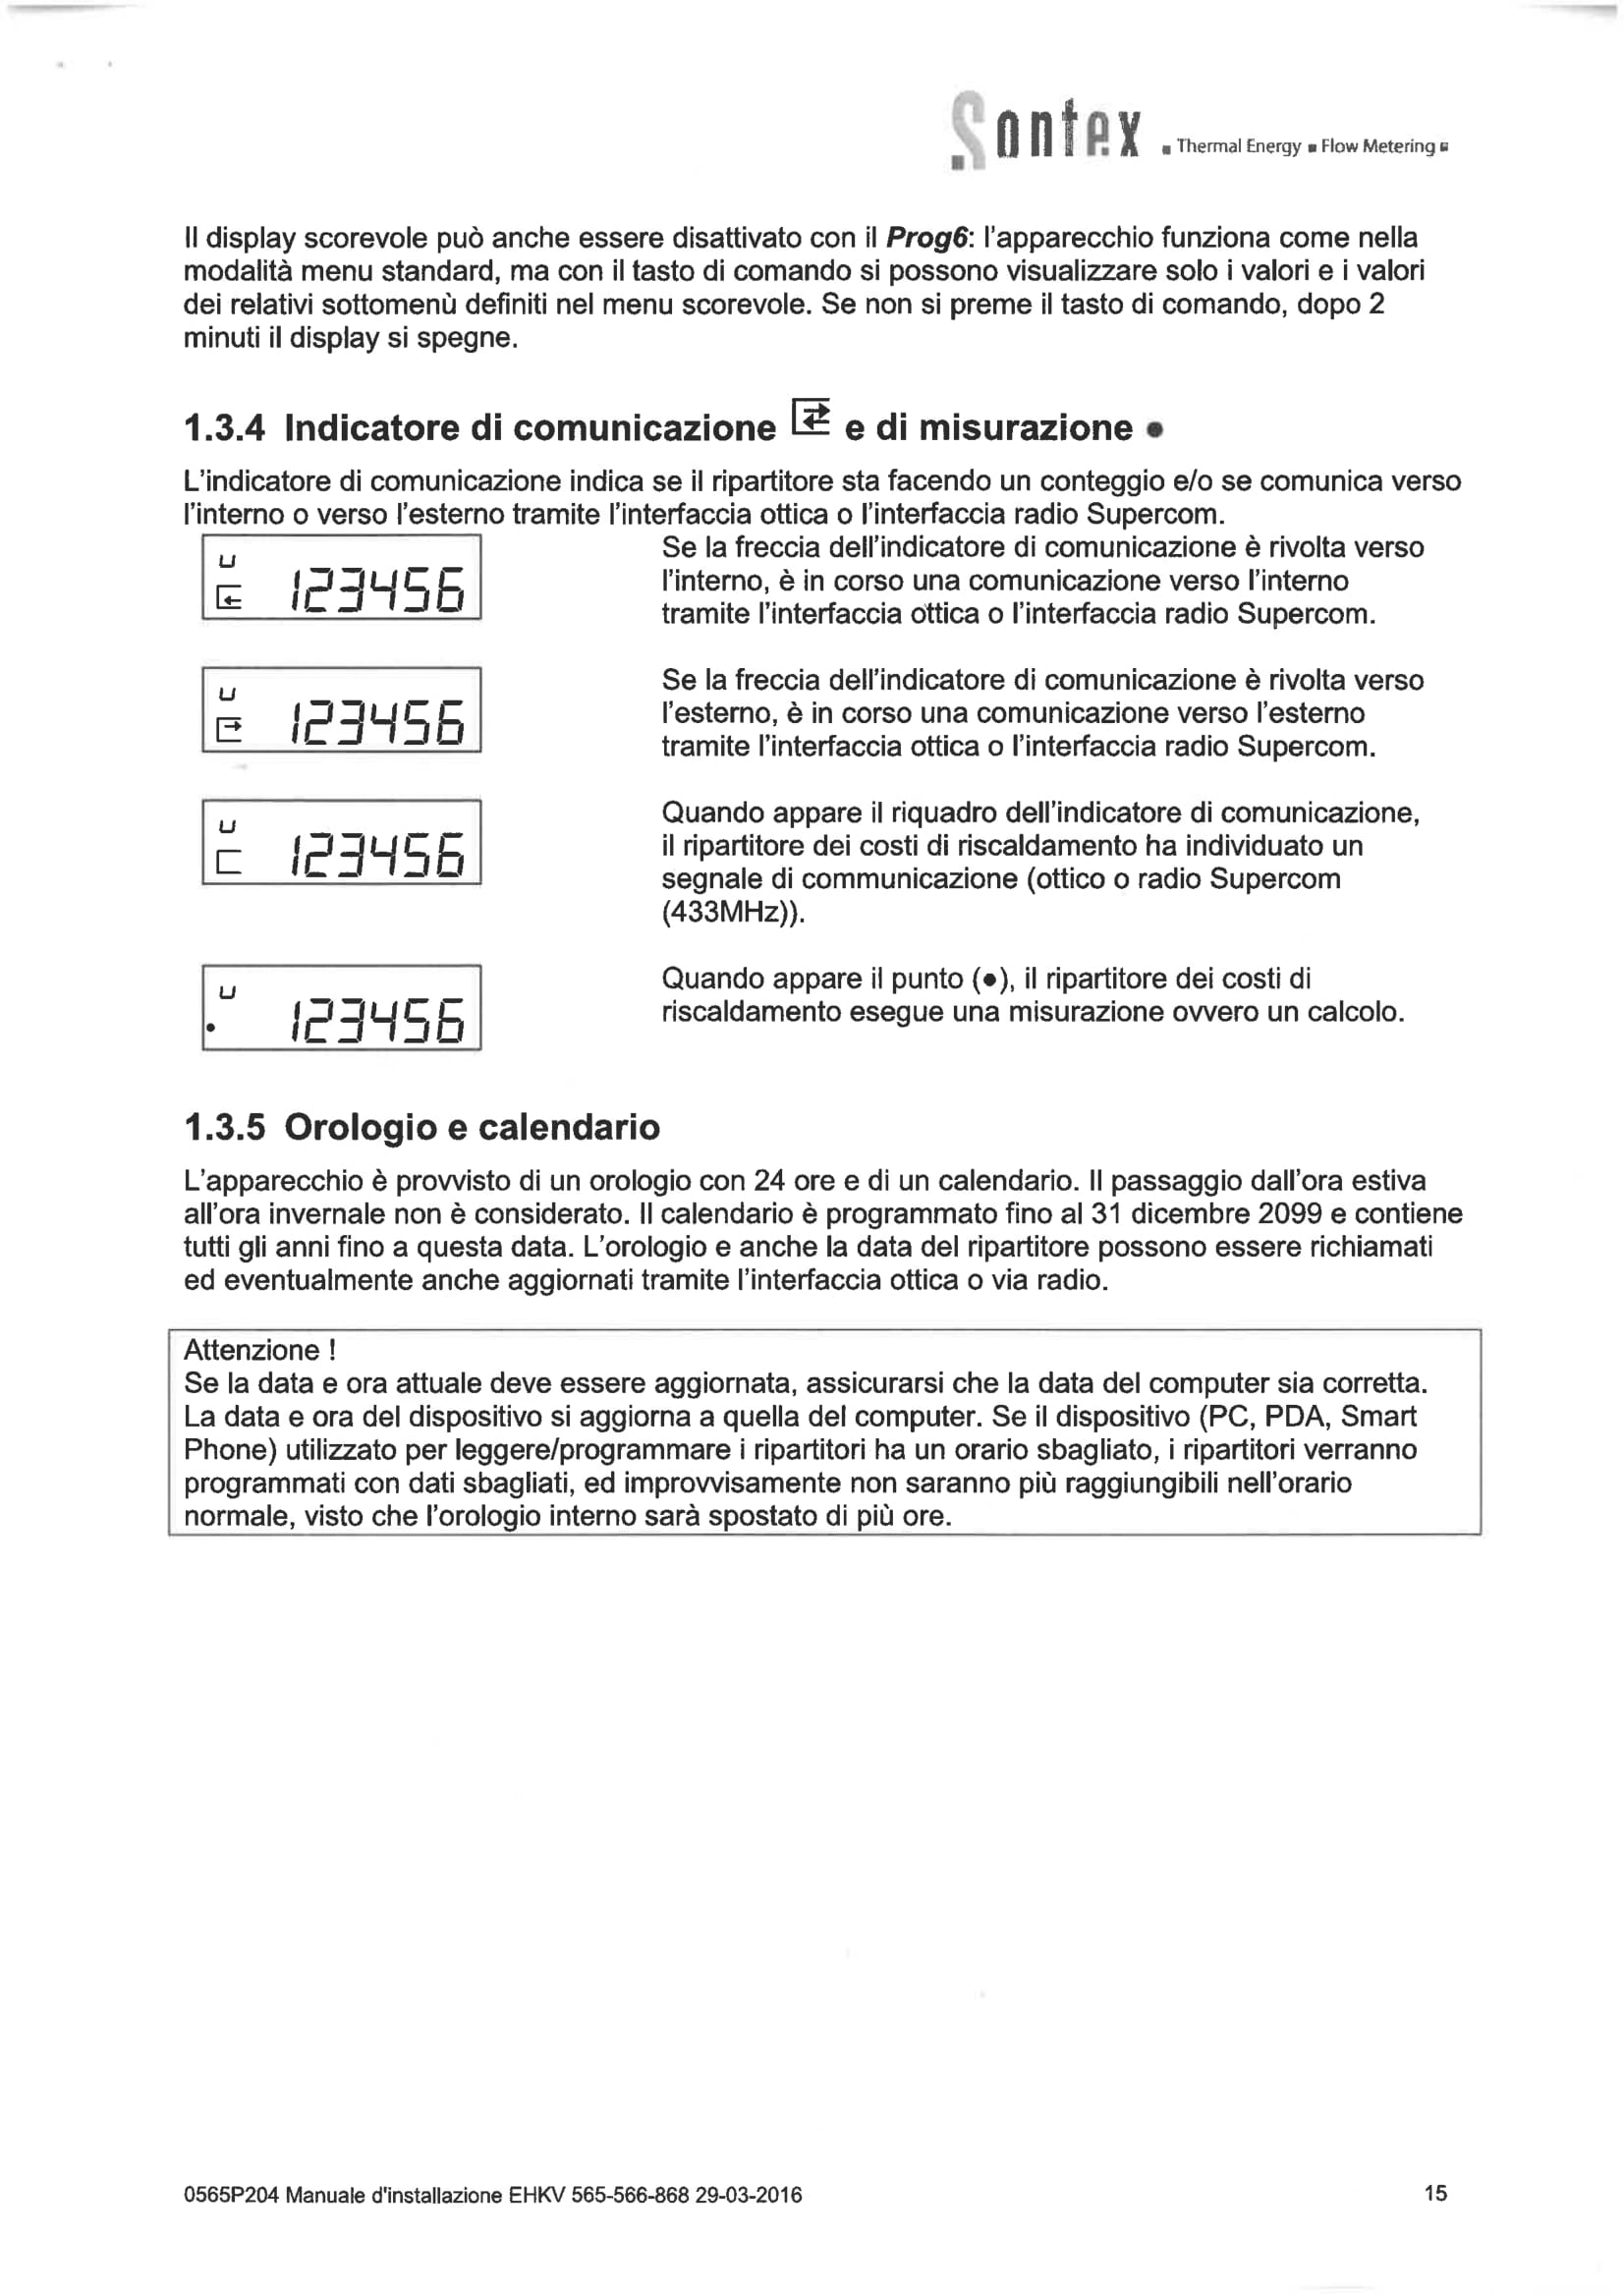 Sontex ▪ Thermal Energy ▪ Flow Metering ▪
Il display scorevole può anche essere disattivato con il Prog6: l'apparecchio funziona come nella
modalità menu standard, ma con il tasto di comando si possono visualizzare solo i valori e i valori
dei relativi sottomenù definiti nel menu scorevole. Se non si preme il tasto di comando, dopo 2
minuti il display si spegne.
1.3.4 Indicatore di comunicazione e di misurazione •
L'indicatore di comunicazione indica se il ripartitore sta facendo un conteggio e/o se comunica verso
l'interno o verso l'esterno tramite l'interfaccia ottica o l'interfaccia radio Supercom.
U
123456
Se la freccia dell'indicatore di comunicazione è rivolta verso
l'interno, è in corso una comunicazione verso l'interno
tramite l'interfaccia ottica o l'interfaccia radio Supercom.
U
123456
Se la freccia dell'indicatore di comunicazione è rivolta verso
l'esterno, è in corso una comunicazione verso l'esterno
tramite l'interfaccia ottica o l'interfaccia radio Supercom.
U
123456
Quando appare il riquadro dell'indicatore di comunicazione,
il ripartitore dei costi di riscaldamento ha individuato un
segnale di communicazione (ottico o radio Supercom
(433MHz)).
U
123456
Quando appare il punto (•), il ripartitore dei costi di
riscaldamento esegue una misurazione ovvero un calcolo.
1.3.5 Orologio e calendario
L'apparecchio è provvisto di un orologio con 24 ore e di un calendario. Il passaggio dall'ora estiva
all'ora invernale non è considerato. Il calendario è programmato fino al 31 dicembre 2099 e contiene
tutti gli anni fino a questa data. L'orologio e anche la data del ripartitore possono essere richiamati
ed eventualmente anche aggiornati tramite l'interfaccia ottica o via radio.
Attenzione !
Se la data e ora attuale deve essere aggiornata, assicurarsi che la data del computer sia corretta.
La data e ora del dispositivo si aggiorna a quella del computer. Se il dispositivo (PC, PDA, Smart
Phone) utilizzato per leggere/programmare i ripartitori ha un orario sbagliato, i ripartitori verranno
programmati con dati sbagliati, ed improvvisamente non saranno più raggiungibili nell'orario
normale, visto che l'orologio interno sarà spostato di più ore.
0565P204 Manuale d'installazione EHKV 565-566-868 29-03-2016 15